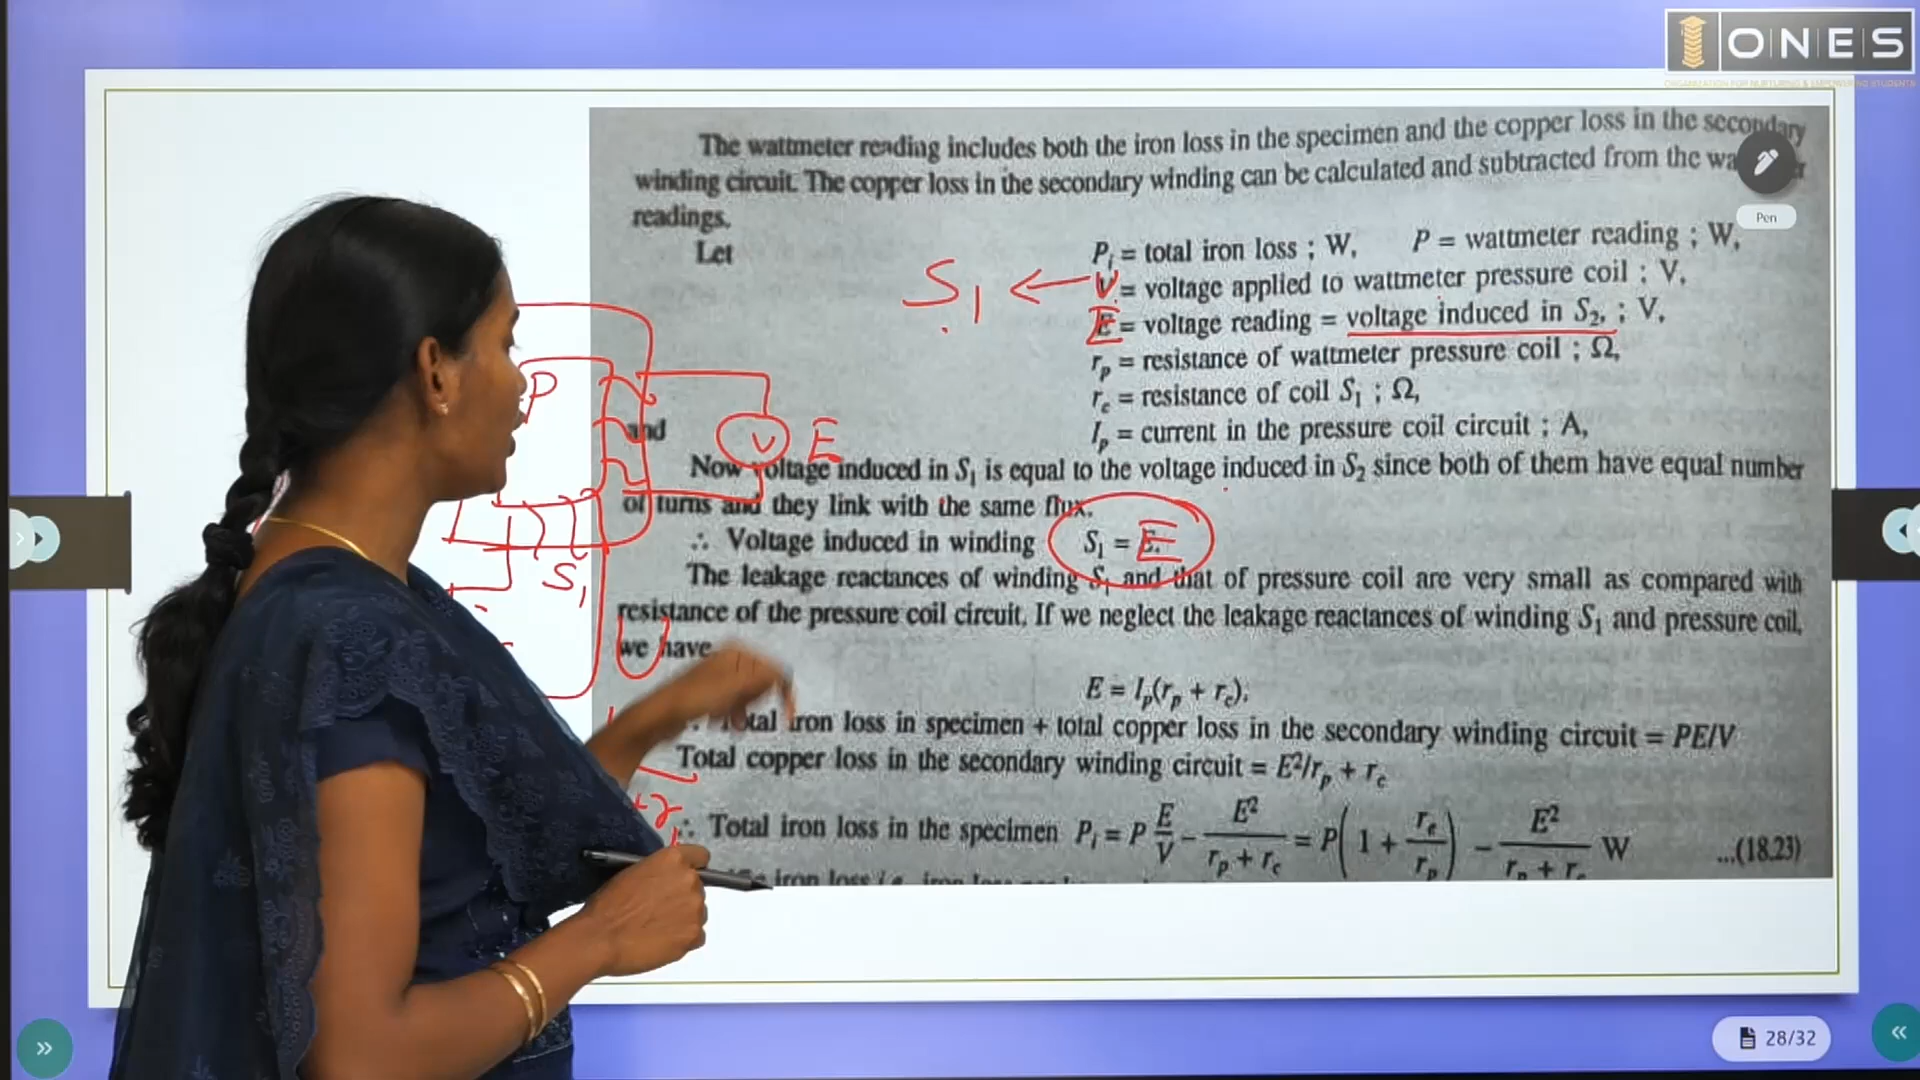 ONES
ORGANIZATION FOR NURTURING & EMPOWERING STUDENTS
The wattmeter reading includes both the iron loss in the specimen and the copper loss in the secondary
winding circuit. The copper loss in the secondary winding can be calculated and subtracted from the
readings.
Pen
Let
P_i = total iron loss ; W, P = wattmeter reading ; W,
S₁ ← V = voltage applied to wattmeter pressure coil ; V,
E = voltage reading = voltage induced in S₂, ; V,
r_p = resistance of wattmeter pressure coil ; Ω,
r_c = resistance of coil S₁ ; Ω,
P
V E
and I_p = current in the pressure coil circuit ; A,
Now voltage induced in S₁ is equal to the voltage induced in S₂ since both of them have equal number
of turns and they link with the same flux.
∴ Voltage induced in winding S₁ = E.
S₁
The leakage reactances of winding S₁ and that of pressure coil are very small as compared with
resistance of the pressure coil circuit. If we neglect the leakage reactances of winding S₁ and pressure coil,
we have
E = I_p(r_p + r_c).
Total iron loss in specimen + total copper loss in the secondary winding circuit = PE/V
Total copper loss in the secondary winding circuit = E²/r_p + r_c
∴ Total iron loss in the specimen P_i = P E/V − E²/(r_p + r_c) = P(1 + r_c/r_p) − E²/(r_p + r_c) W ...(18.23)
iron loss i.e., iron loss
28/32